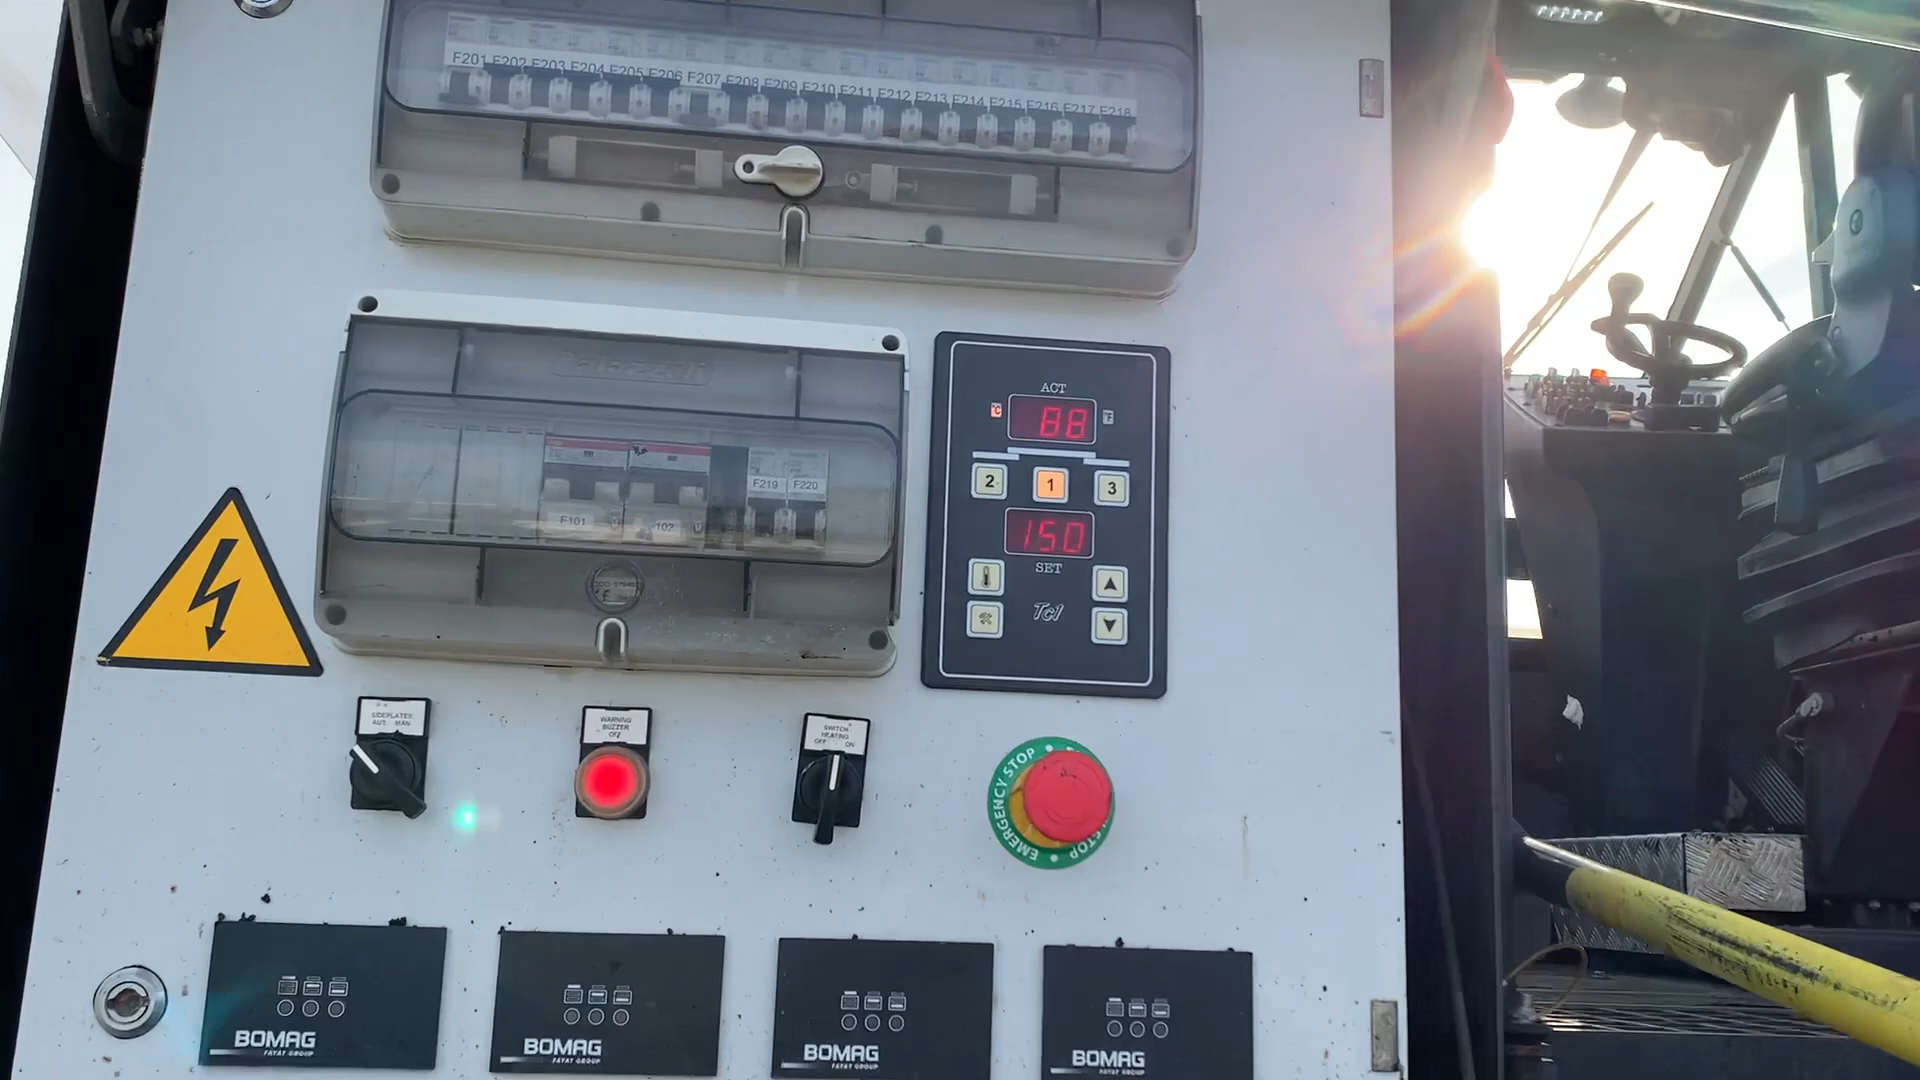 F201 F202 F203 F204 F205 F206 F207 F208 F209 F210 F211 F212 F213 F214 F215 F216 F217 F218
ACT
°C 88 °F
2 1 3
F219 F220
F101 102
150
SET
Tc1
SIDEPLATES
AUT. MAN
WARNING
BUZZER
OFF
SWITCH
HEATING
OFF ON
EMERGENCY STOP
STOP
BOMAG
FAYAT GROUP
BOMAG
FAYAT GROUP
BOMAG
FAYAT GROUP
BOMAG
FAYAT GROUP